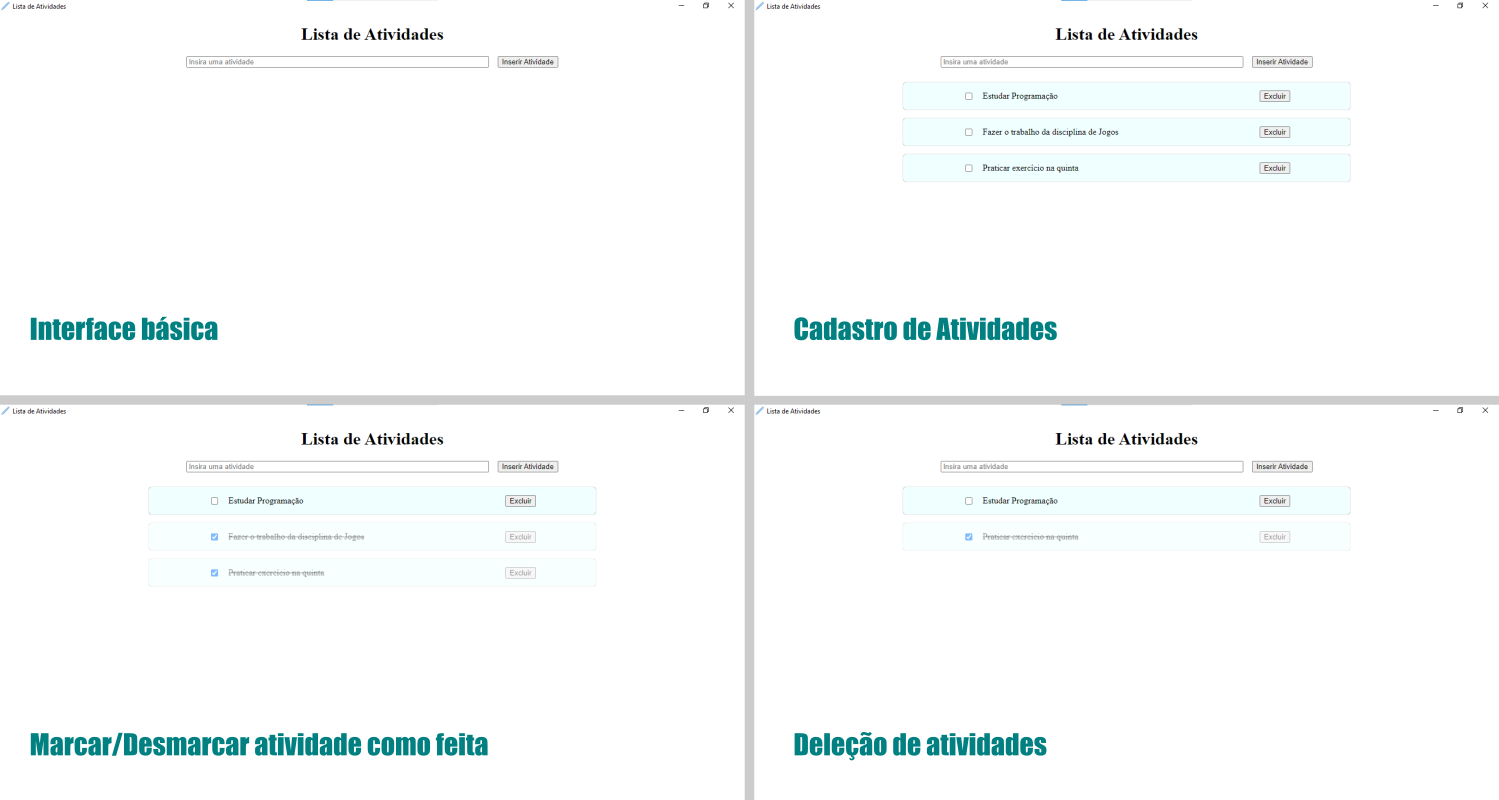 Lista de Atividades
Lista de Atividades
Insira uma atividade Inserir Atividade
Interface básica
Lista de Atividades
Lista de Atividades
Insira uma atividade Inserir Atividade
Estudar Programação Excluir
Fazer o trabalho da disciplina de Jogos Excluir
Praticar exercício na quinta Excluir
Cadastro de Atividades
Lista de Atividades
Lista de Atividades
Insira uma atividade Inserir Atividade
Estudar Programação Excluir
Fazer o trabalho da disciplina de Jogos Excluir
Praticar exercício na quinta Excluir
Marcar/Desmarcar atividade como feita
Lista de Atividades
Lista de Atividades
Insira uma atividade Inserir Atividade
Estudar Programação Excluir
Praticar exercício na quinta Excluir
Deleção de atividades